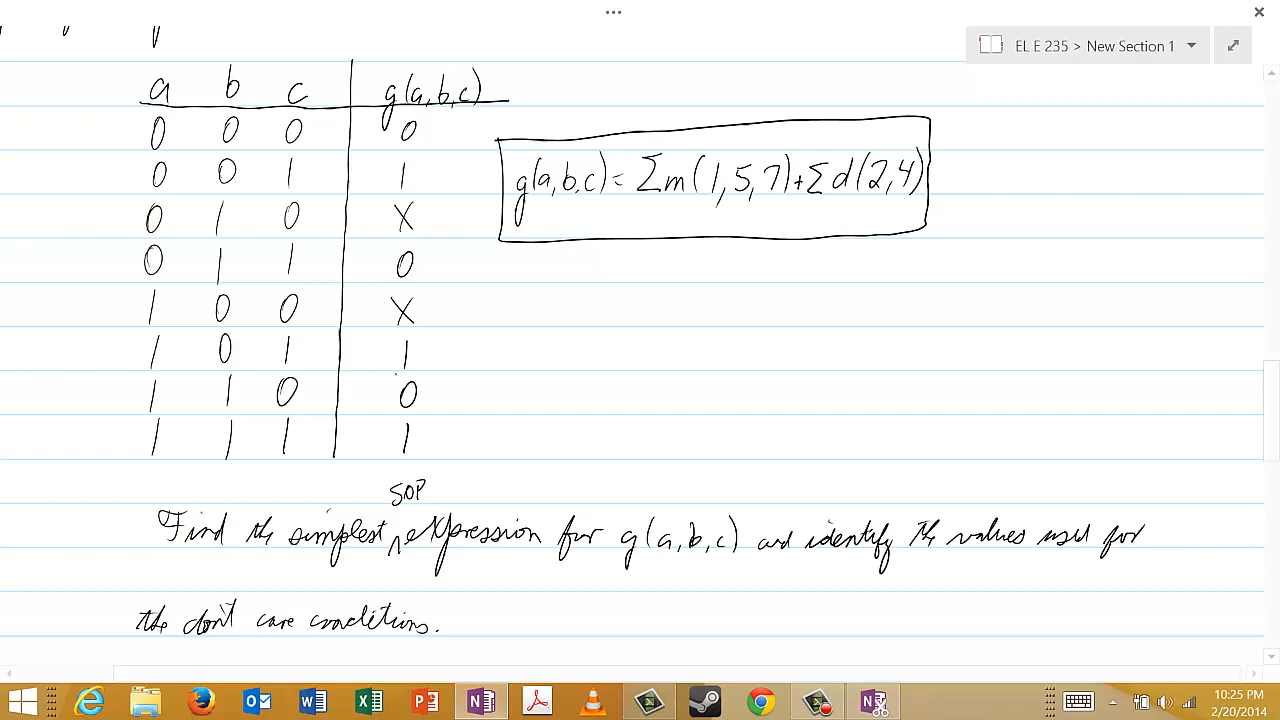 EL E 235 > New Section 1
a b c g(a,b,c)
0 0 0 0
g(a,b,c) = Σm(1,5,7)+Σd(2,4)
0 0 1 1
0 1 0 X
0 1 1 0
1 0 0 X
1 0 1 1
1 1 0 0
1 1 1 1
SOP
Find the simplest ∧ expression for g(a,b,c) and identify the values used for
the don't care conditions.
10:25 PM
2/20/2014